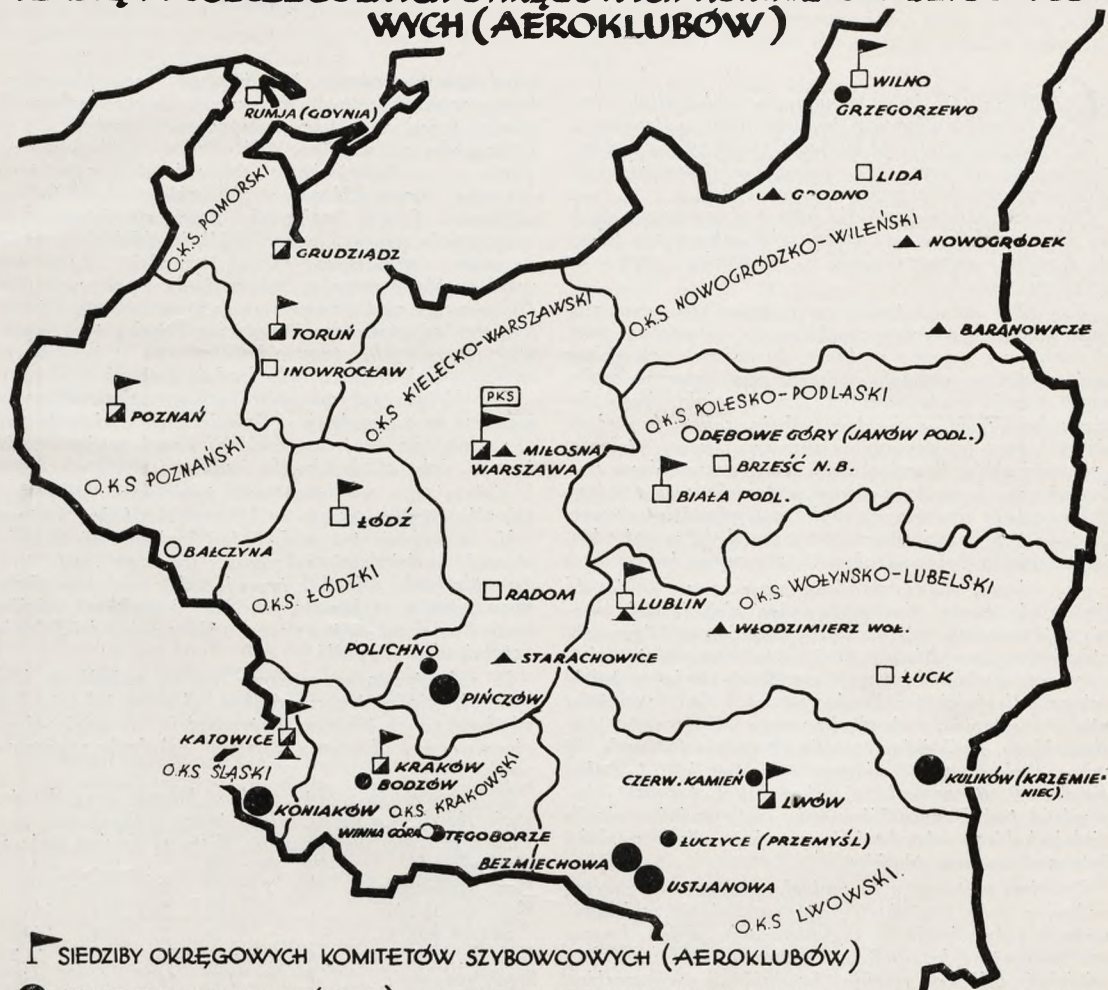 WYCH (AEROKLUBÓW)
WILNO
GRZEGORZEWO
RUMJA (GDYNIA)
LIDA
GRODNO
O.K.S. POMORSKI
NOWOGRÓDEK
GRUDZIĄDZ
O.K.S NOWOGRÓDZKO-WILEŃSKI
TORUŃ
BARANOWICZE
O.K.S KIELECKO-WARSZAWSKI
INOWROCŁAW
PKS
O.K.S POLESKO-PODLASKI
POZNAŃ
DĘBOWE GÓRY (JANÓW PODL.)
MIŁOSNA
WARSZAWA
BRZEŚĆ N.B.
O.K.S POZNAŃSKI
BIAŁA PODL.
ŁÓDŹ
BAŁCZYNA
O.K.S. ŁÓDZKI
O.K.S WOŁYŃSKO-LUBELSKI
RADOM
LUBLIN
WŁODZIMIERZ WOŁ.
POLICHNO
STARACHOWICE
ŁUCK
PIŃCZÓW
KATOWICE
O.K.S ŚLĄSKI
KRAKÓW
BODZÓW
CZERW. KAMIEŃ
KULIKÓW (KRZEMIE-
NIEC).
LWÓW
KONIAKÓW
O.K.S. KRAKOWSKI
WINNA GÓRA
TĘGOBORZE
ŁUCZYCE (PRZEMYŚL)
BEZMIECHOWA
USTJANOWA
O.K.S LWOWSKI.
SIEDZIBY OKRĘGOWYCH KOMITETÓW SZYBOWCOWYCH (AEROKLUBÓW)